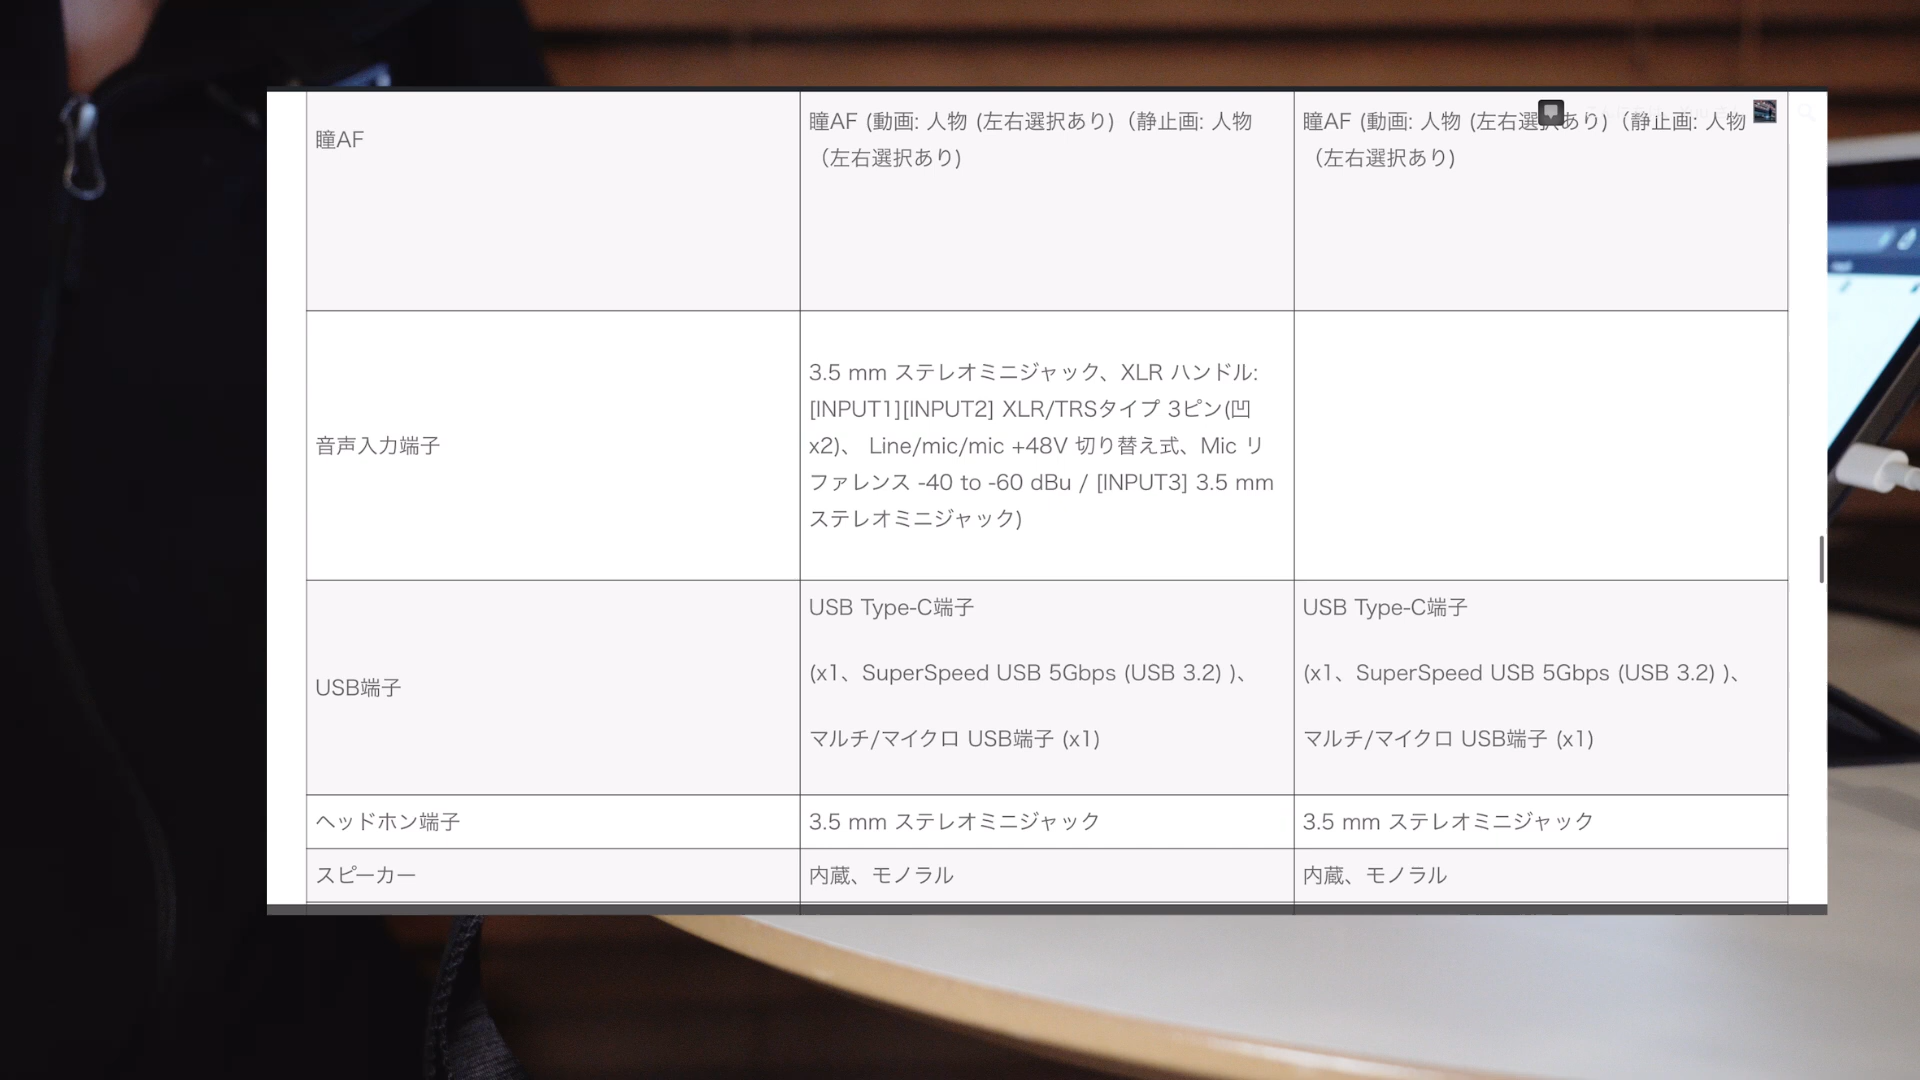 瞳AF
瞳AF (動画: 人物 (左右選択あり)（静止画: 人物
（左右選択あり)
瞳AF (動画: 人物 (左右選択あり)（静止画: 人物
（左右選択あり)
音声入力端子
3.5 mm ステレオミニジャック、XLR ハンドル:
[INPUT1][INPUT2] XLR/TRSタイプ 3ピン(凹
x2)、 Line/mic/mic +48V 切り替え式、Mic リ
ファレンス -40 to -60 dBu / [INPUT3] 3.5 mm
ステレオミニジャック)
USB端子
USB Type-C端子
(x1、SuperSpeed USB 5Gbps (USB 3.2) )、
マルチ/マイクロ USB端子 (x1)
USB Type-C端子
(x1、SuperSpeed USB 5Gbps (USB 3.2) )、
マルチ/マイクロ USB端子 (x1)
ヘッドホン端子
3.5 mm ステレオミニジャック
3.5 mm ステレオミニジャック
スピーカー
内蔵、モノラル
内蔵、モノラル